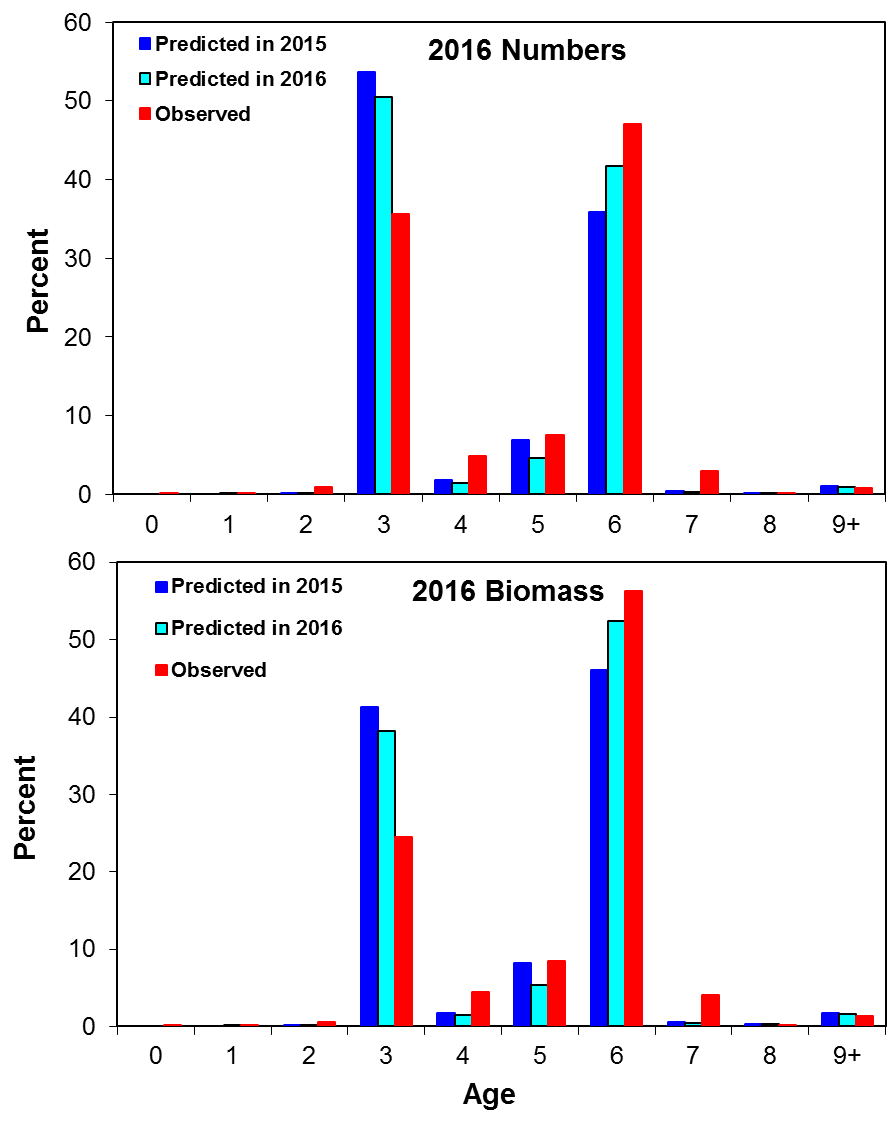 2016 Numbers
Predicted in 2015
Predicted in 2016
Observed
60
50
40
30
20
10
0
Percent
0 1 2 3 4 5 6 7 8 9+
2016 Biomass
Predicted in 2015
Predicted in 2016
Observed
60
50
40
30
20
10
0
Percent
0 1 2 3 4 5 6 7 8 9+
Age